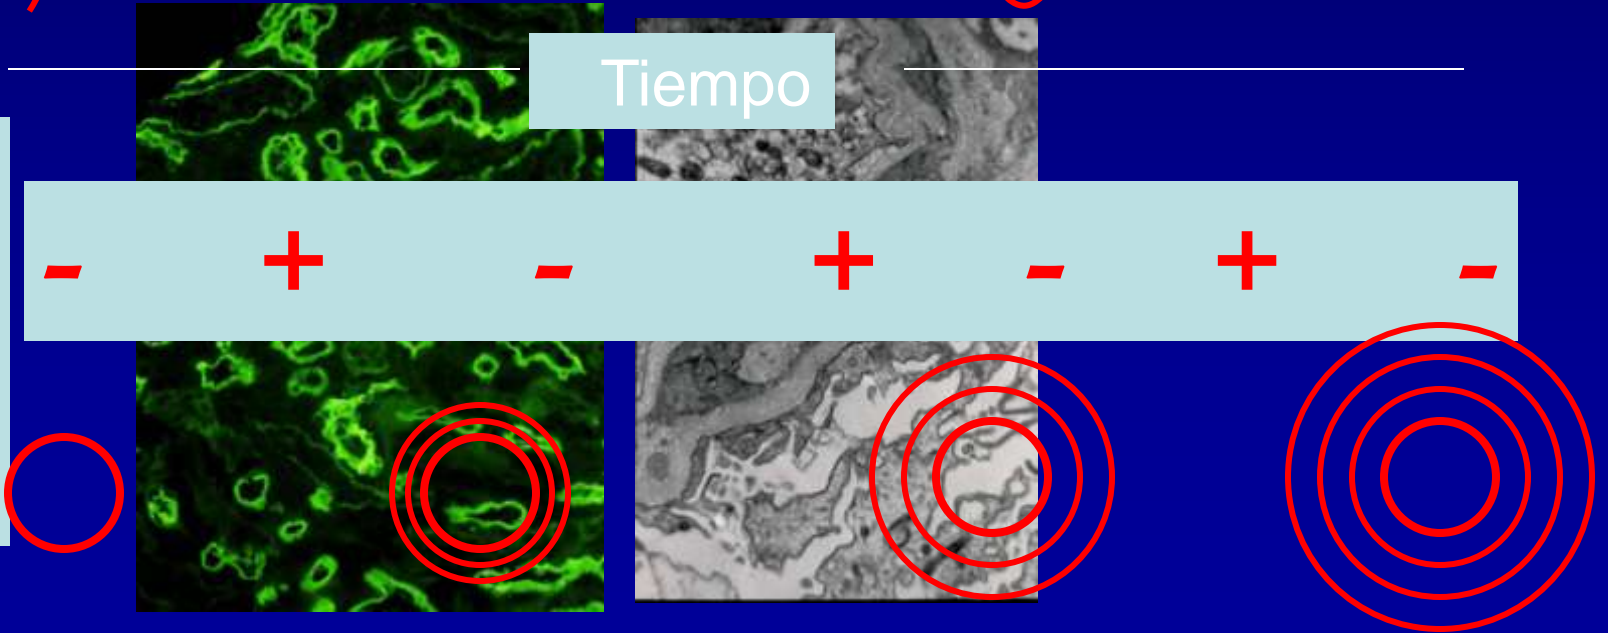 Tiempo
- + - + - + -